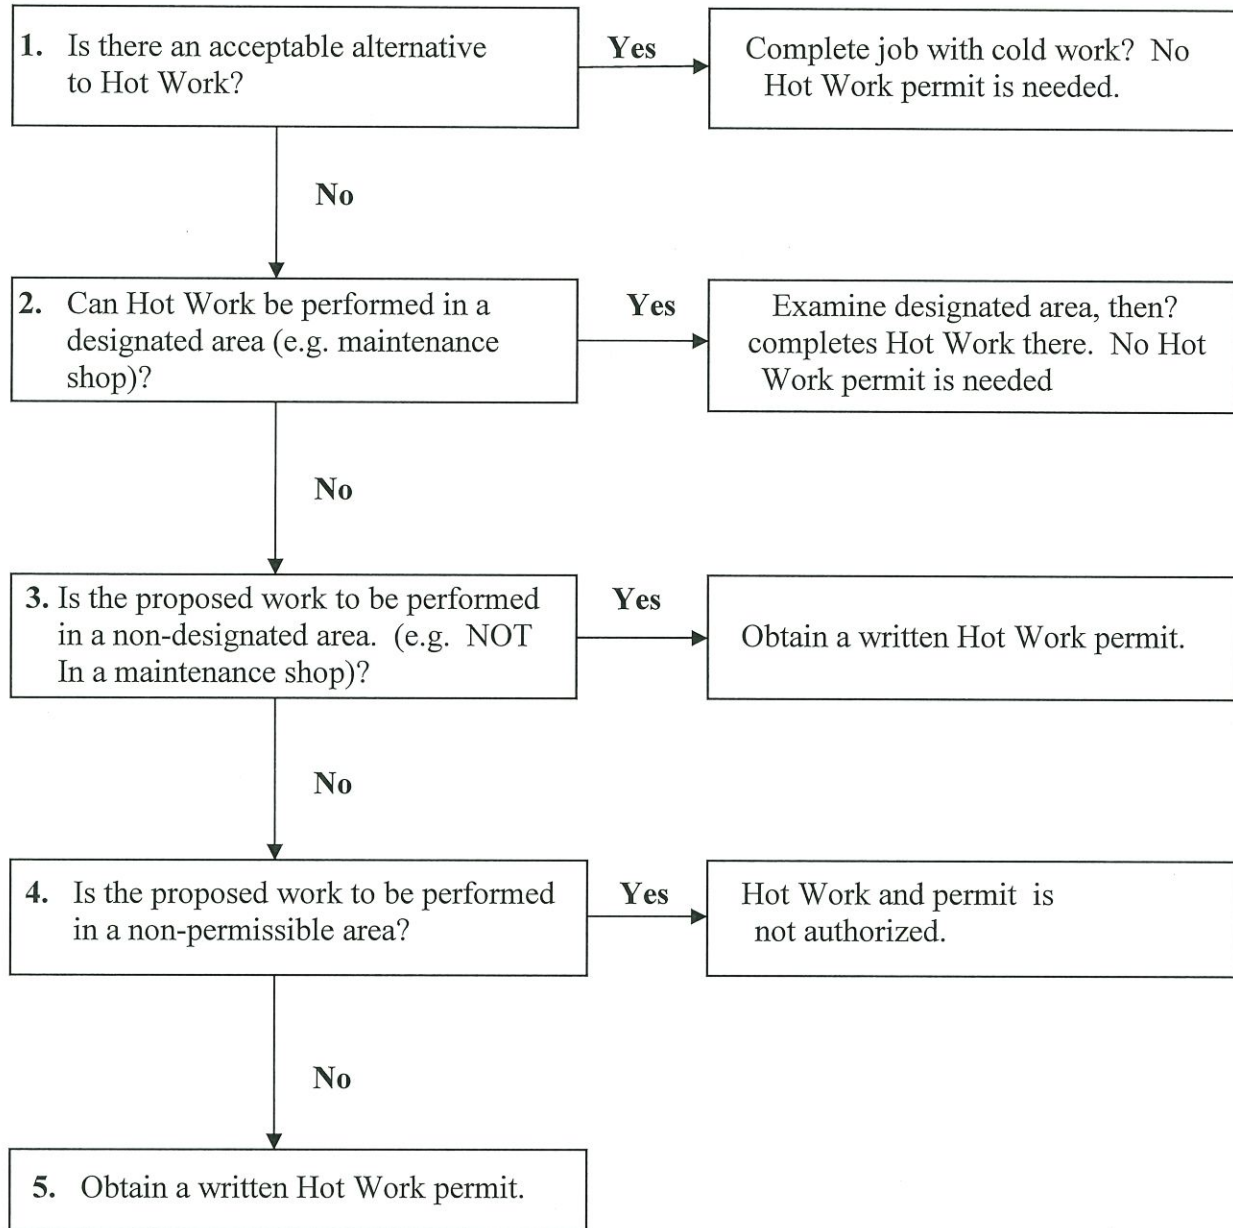 1. Is there an acceptable alternative
to Hot Work?
Yes
Complete job with cold work? No
Hot Work permit is needed.
No
2. Can Hot Work be performed in a
designated area (e.g. maintenance
shop)?
Yes
Examine designated area, then?
completes Hot Work there. No Hot
Work permit is needed
No
3. Is the proposed work to be performed
in a non-designated area. (e.g. NOT
In a maintenance shop)?
Yes
Obtain a written Hot Work permit.
No
4. Is the proposed work to be performed
in a non-permissible area?
Yes
Hot Work and permit is
not authorized.
No
5. Obtain a written Hot Work permit.